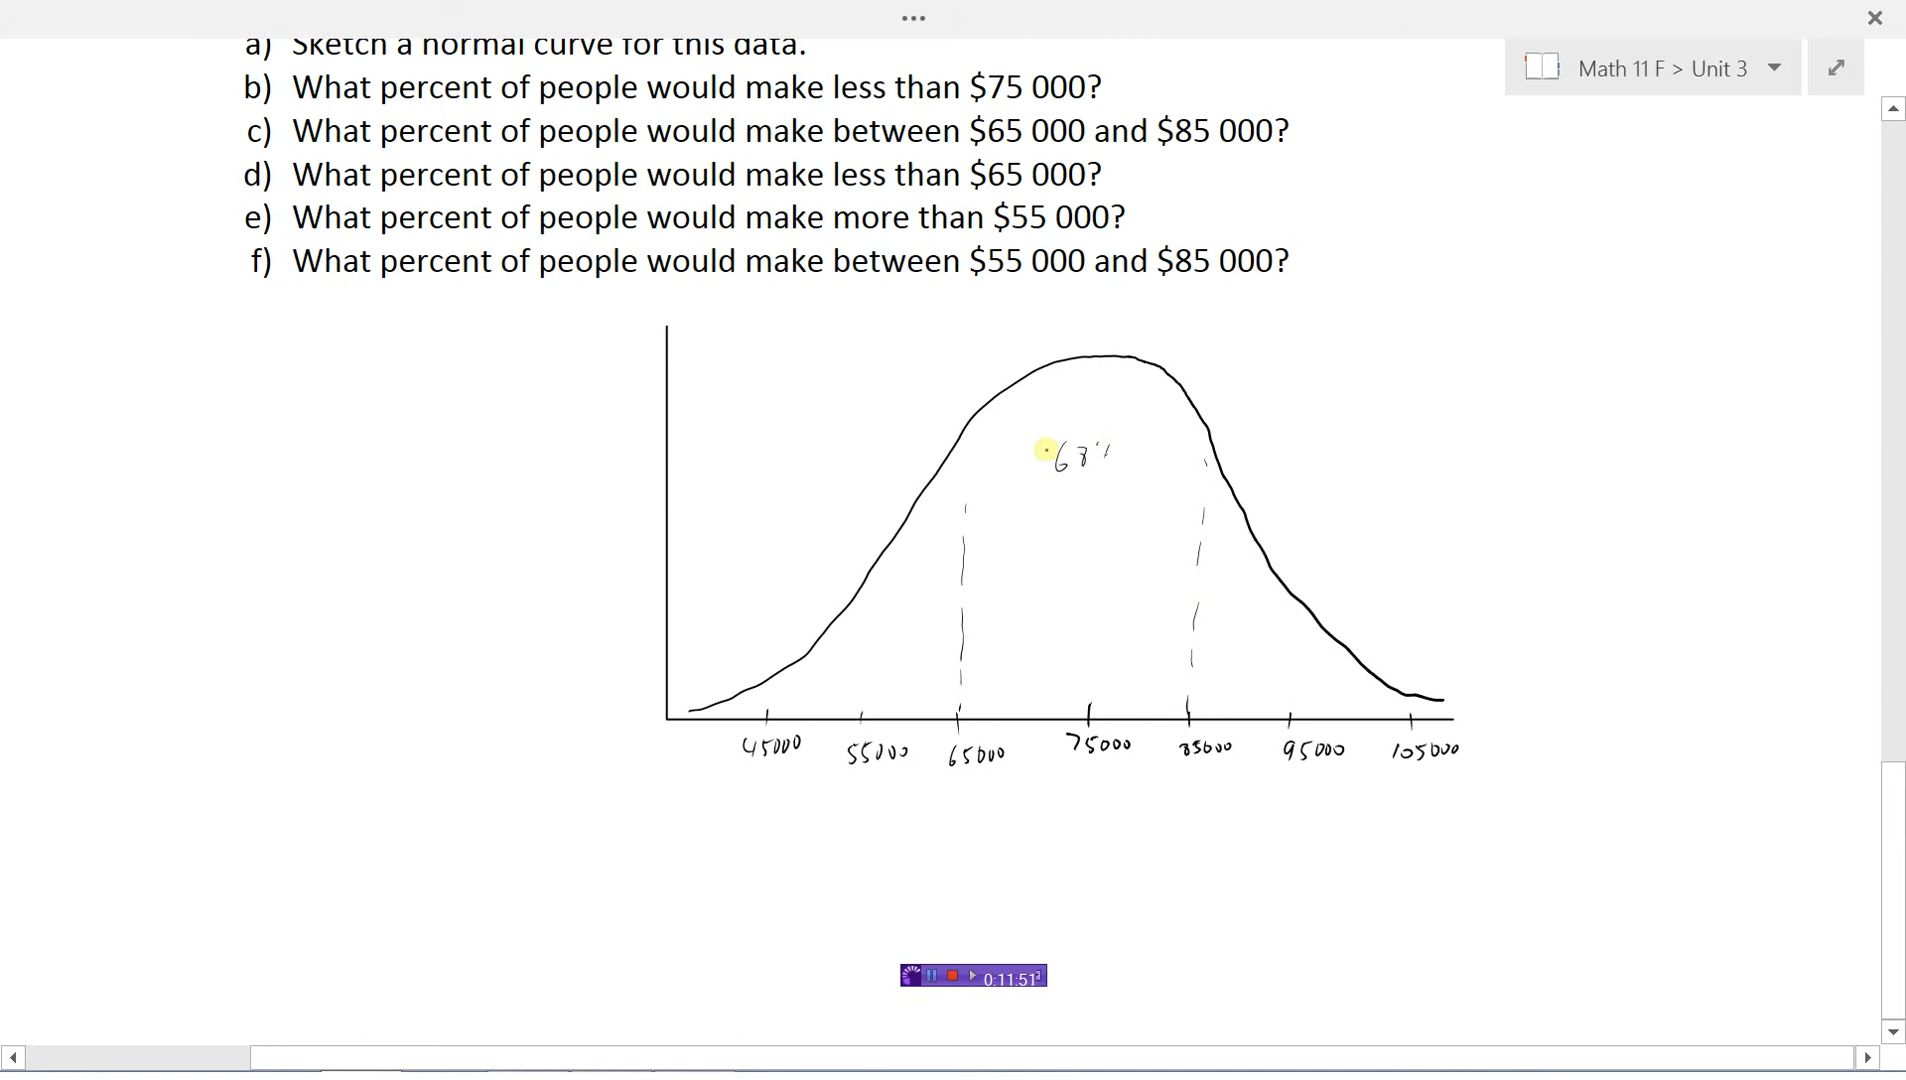 •••
a) Sketch a normal curve for this data.
Math 11 F > Unit 3
b) What percent of people would make less than $75 000?
c) What percent of people would make between $65 000 and $85 000?
d) What percent of people would make less than $65 000?
e) What percent of people would make more than $55 000?
f) What percent of people would make between $55 000 and $85 000?
68%
45000 55000 65000 75000 85000 95000 105000
0:11:51